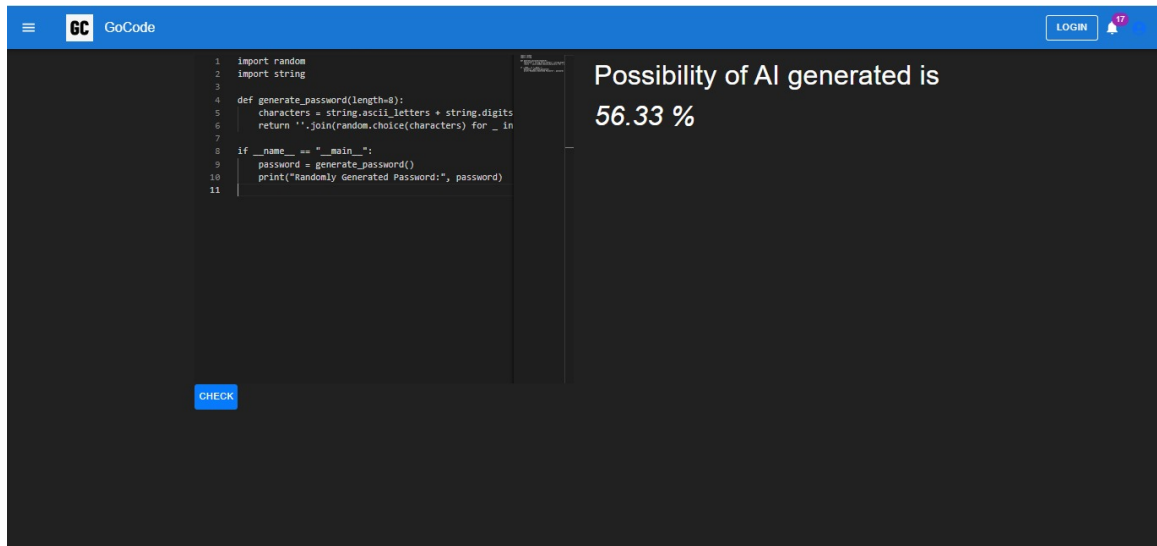 GC GoCode LOGIN 17
1 import random
2 import string
3
4 def generate_password(length=8):
5 characters = string.ascii_letters + string.digits
6 return ''.join(random.choice(characters) for _ in
7
8 if __name__ == "__main__":
9 password = generate_password()
10 print("Randomly Generated Password:", password)
11
Possibility of AI generated is
56.33 %
CHECK